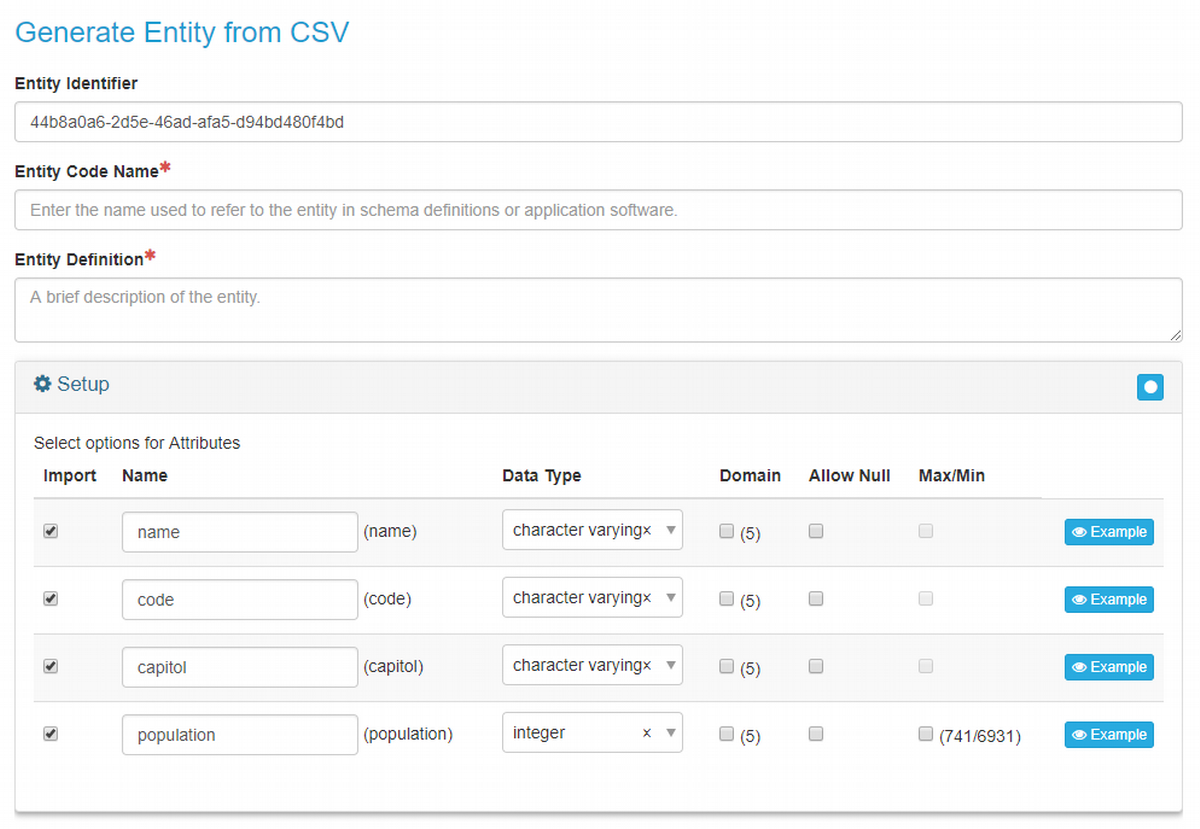 Generate Entity from CSV
Entity Identifier
44b8a0a6-2d5e-46ad-afa5-d94bd480f4bd
Entity Code Name*
Enter the name used to refer to the entity in schema definitions or application software.
Entity Definition*
A brief description of the entity.
Setup
Select options for Attributes
Import Name Data Type Domain Allow Null Max/Min
name (name) character varying× (5) Example
code (code) character varying× (5) Example
capitol (capitol) character varying× (5) Example
population (population) integer × (5) (741/6931) Example